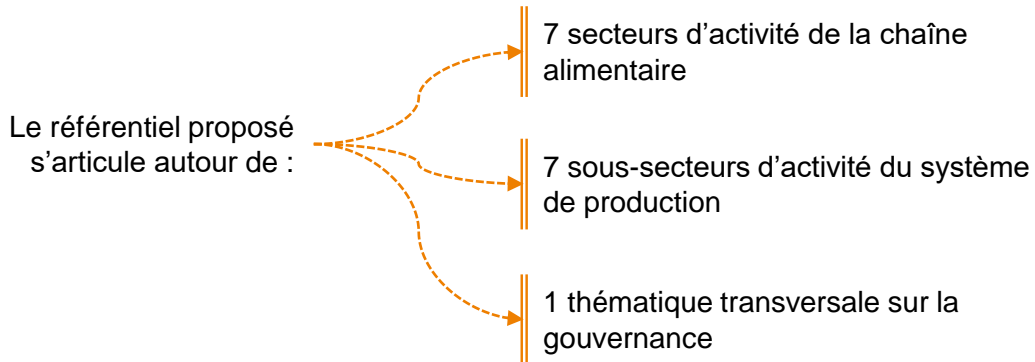 7 secteurs d’activité de la chaîne
alimentaire
Le référentiel proposé
s’articule autour de :
7 sous-secteurs d’activité du système
de production
1 thématique transversale sur la
gouvernance